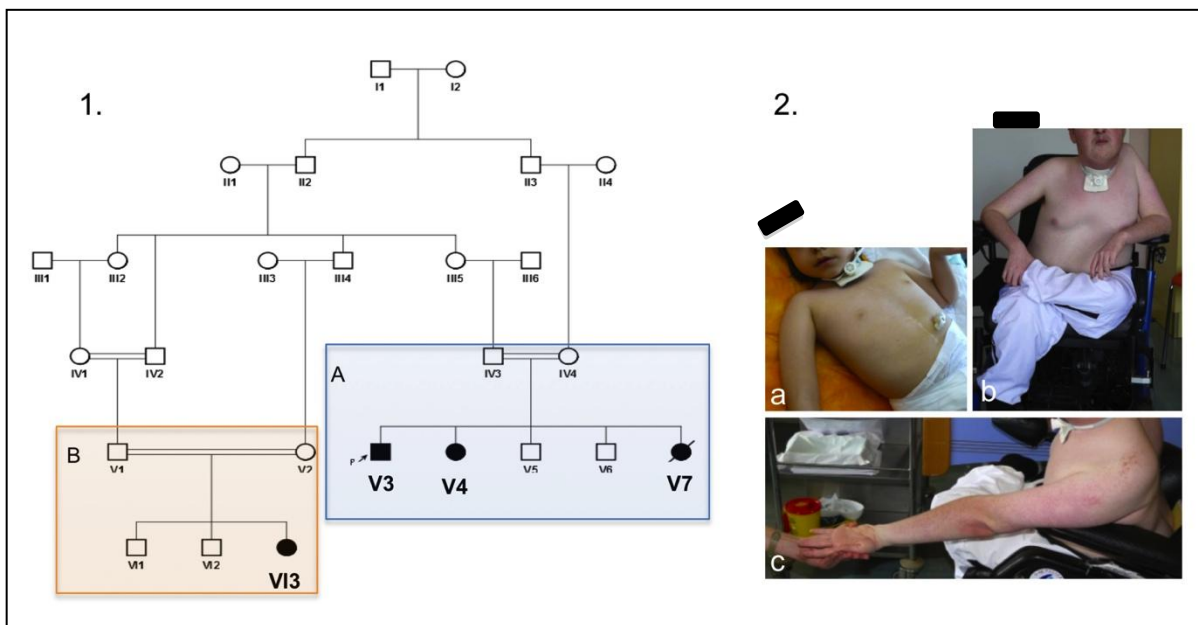 1.
I1 I2
II1 II2 II3 II4
III1 III2 III3 III4 III5 III6
IV1 IV2 IV3 IV4
A
P V3 V4 V5 V6 V7
B
V1 V2
VI1 VI2 VI3
2.
a
b
c